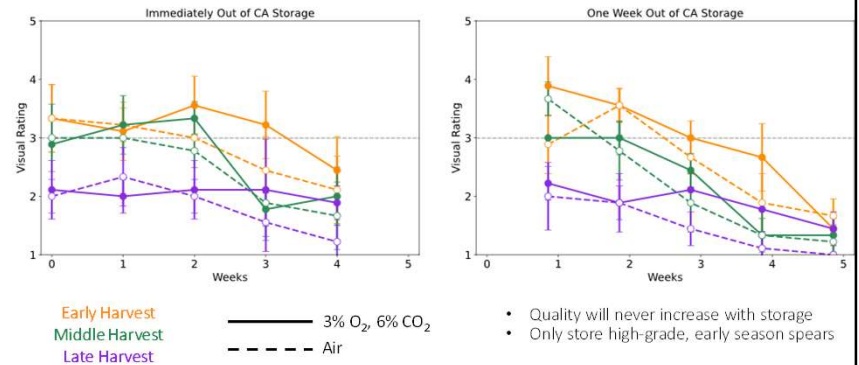 Immediately Out of CA Storage
5
4
3
2
1
Visual Rating
0 1 2 3 4 5
Weeks
One Week Out of CA Storage
5
4
3
2
1
Visual Rating
0 1 2 3 4 5
Weeks
Early Harvest
Middle Harvest
Late Harvest
3% O₂, 6% CO₂
Air
• Quality will never increase with storage
• Only store high-grade, early season spears